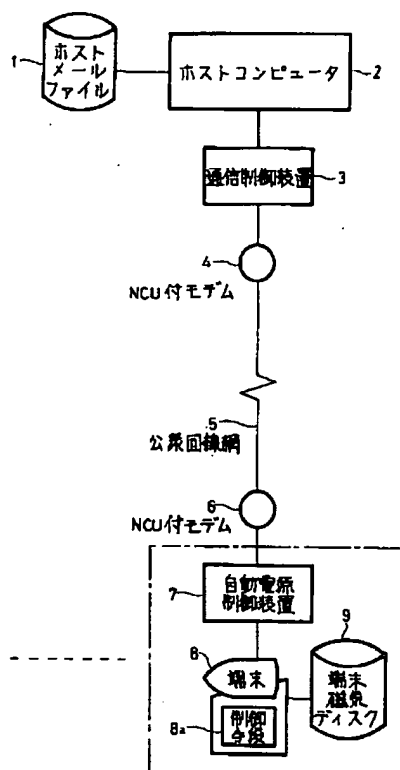 ホスト
メール
ファイル
1
ホストコンピュータ
2
通信制御装置
3
4
NCU付モデム
5
公衆回線網
6
NCU付モデム
7
自動電源
制御装置
8
端末
8a
制御
手段
9
端末
磁気
ディスク